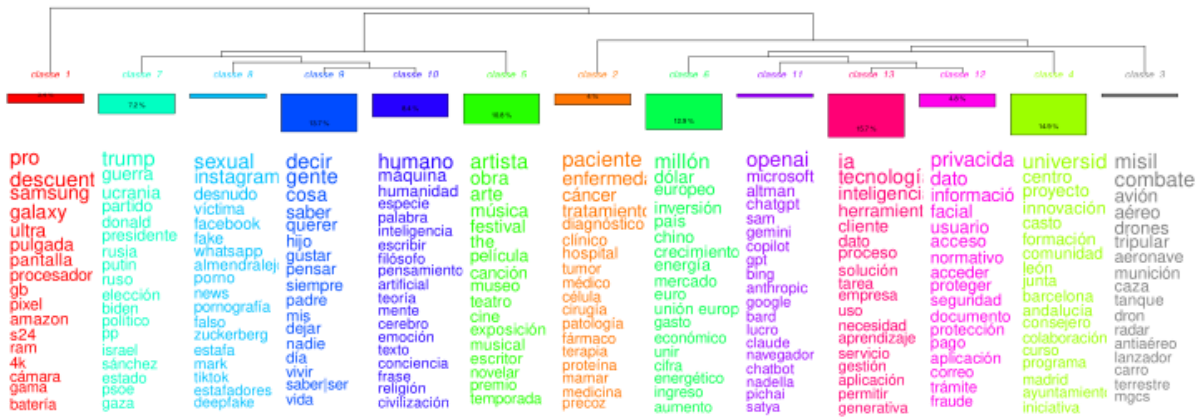 classe 1
classe 7
classe 8
classe 9
classe 10
classe 5
classe 2
classe 6
classe 11
classe 13
classe 12
classe 4
classe 3
7.2 %
10.7 %
10.8 %
6 %
10.9 %
15.7 %
14.9 %
pro
descuent
samsung
galaxy
ultra
pulgada
pantalla
procesador
gb
pixel
amazon
s24
ram
4k
cámara
gama
batería
trump
guerra
ucrania
partido
donald
presidente
rusia
putin
ruso
elección
biden
político
pp
israel
sánchez
estado
psoe
gaza
sexual
instagram
desnudo
víctima
facebook
fake
whatsapp
almendralej
porno
news
pornografía
falso
zuckerberg
estafa
mark
tiktok
estafadores
deepfake
decir
gente
cosa
saber
querer
hijo
gustar
pensar
siempre
padre
mis
dejar
nadie
día
vivir
saber|ser
vida
humano
máquina
humanidad
especie
palabra
inteligencia
escribir
filósofo
pensamiento
artificial
teoría
mente
cerebro
emoción
texto
conciencia
frase
religión
civilización
artista
obra
arte
música
festival
the
película
canción
museo
teatro
cine
exposición
musical
escritor
novelar
premio
temporada
paciente
enfermeda
cáncer
tratamiento
diagnóstico
clínico
hospital
tumor
médico
célula
cirugía
patología
fármaco
terapia
proteína
mamar
medicina
precoz
millón
dólar
europeo
inversión
país
chino
crecimiento
energía
mercado
euro
unión europ
gasto
económico
unir
cifra
energético
ingreso
aumento
openai
microsoft
altman
chatgpt
sam
gemini
copilot
gpt
bing
anthropic
google
bard
lucro
claude
navegador
chatbot
nadella
pichai
satya
ia
tecnologí
inteligenci
herramient
cliente
dato
proceso
solución
tarea
empresa
uso
necesidad
aprendizaje
servicio
gestión
aplicación
permitir
generativa
privacida
dato
informació
facial
usuario
acceso
normativo
acceder
proteger
seguridad
documento
protección
pago
aplicación
correo
trámite
fraude
universid
centro
proyecto
innovación
casto
formación
comunidad
león
junta
barcelona
andalucía
consejero
colaboración
curso
programa
madrid
ayuntamient
iniciativa
misil
combate
avión
aéreo
drones
tripular
aeronave
munición
caza
tanque
dron
radar
antiaéreo
lanzador
carro
terrestre
mgcs